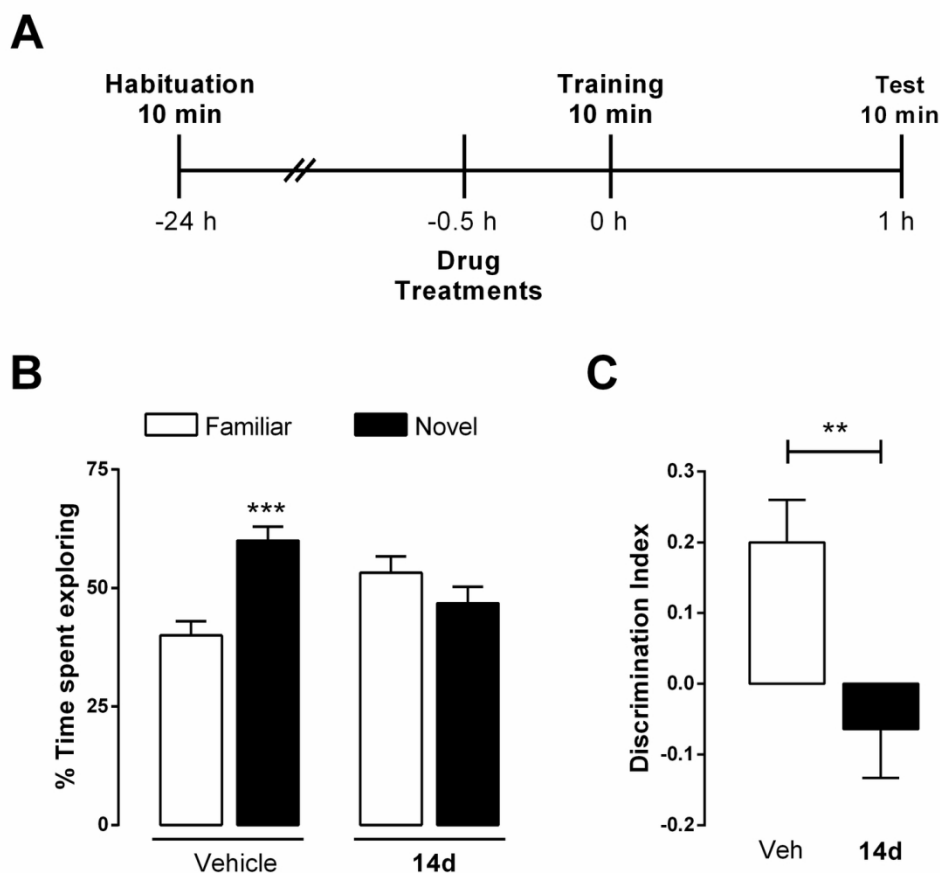 A
Habituation
10 min
Training
10 min
Test
10 min
-24 h
-0.5 h
0 h
1 h
Drug
Treatments
B
C
Familiar
Novel
% Time spent exploring
75
50
25
0
***
Vehicle
14d
Discrimination Index
**
0.3
0.2
0.1
0.0
-0.1
-0.2
Veh
14d